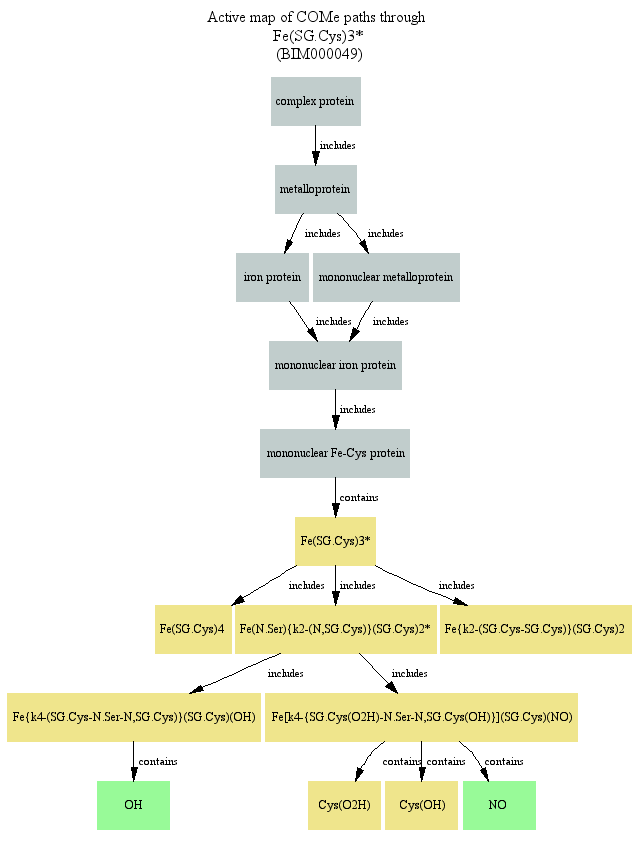 Active map of COMe paths through
Fe(SG.Cys)3*
(BIM000049)
complex protein
includes
metalloprotein
includes
includes
iron protein
mononuclear metalloprotein
includes
includes
mononuclear iron protein
includes
mononuclear Fe-Cys protein
contains
Fe(SG.Cys)3*
includes
includes
includes
Fe(SG.Cys)4
Fe(N.Ser){k2-(N,SG.Cys)}(SG.Cys)2*
Fe{k2-(SG.Cys-SG.Cys)}(SG.Cys)2
includes
includes
Fe{k4-(SG.Cys-N.Ser-N,SG.Cys)}(SG.Cys)(OH)
Fe[k4-{SG.Cys(O2H)-N.Ser-N,SG.Cys(OH)}](SG.Cys)(NO)
contains
contains
contains
contains
OH
Cys(O2H)
Cys(OH)
NO